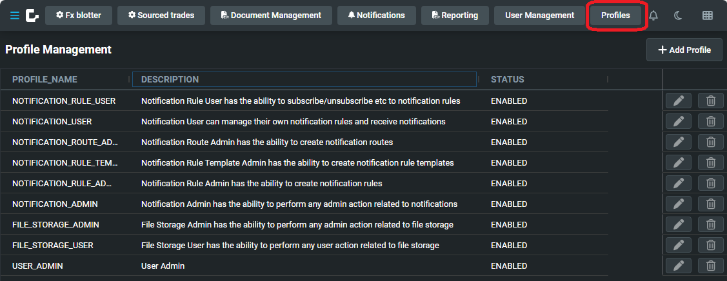 Fx blotter Sourced trades Document Management Notifications Reporting User Management Profiles
Profile Management + Add Profile
PROFILE_NAME DESCRIPTION STATUS
NOTIFICATION_RULE_USER Notification Rule User has the ability to subscribe/unsubscribe etc to notification rules ENABLED
NOTIFICATION_USER Notification User can manage their own notification rules and receive notifications ENABLED
NOTIFICATION_ROUTE_AD... Notification Route Admin has the ability to create notification routes ENABLED
NOTIFICATION_RULE_TEM... Notification Rule Template Admin has the ability to create notification rule templates ENABLED
NOTIFICATION_RULE_AD... Notification Rule Admin has the ability to create notification rules ENABLED
NOTIFICATION_ADMIN Notification Admin has the ability to perform any admin action related to notifications ENABLED
FILE_STORAGE_ADMIN File Storage Admin has the ability to perform any admin action related to file storage ENABLED
FILE_STORAGE_USER File Storage User has the ability to perform any user action related to file storage ENABLED
USER_ADMIN User Admin ENABLED